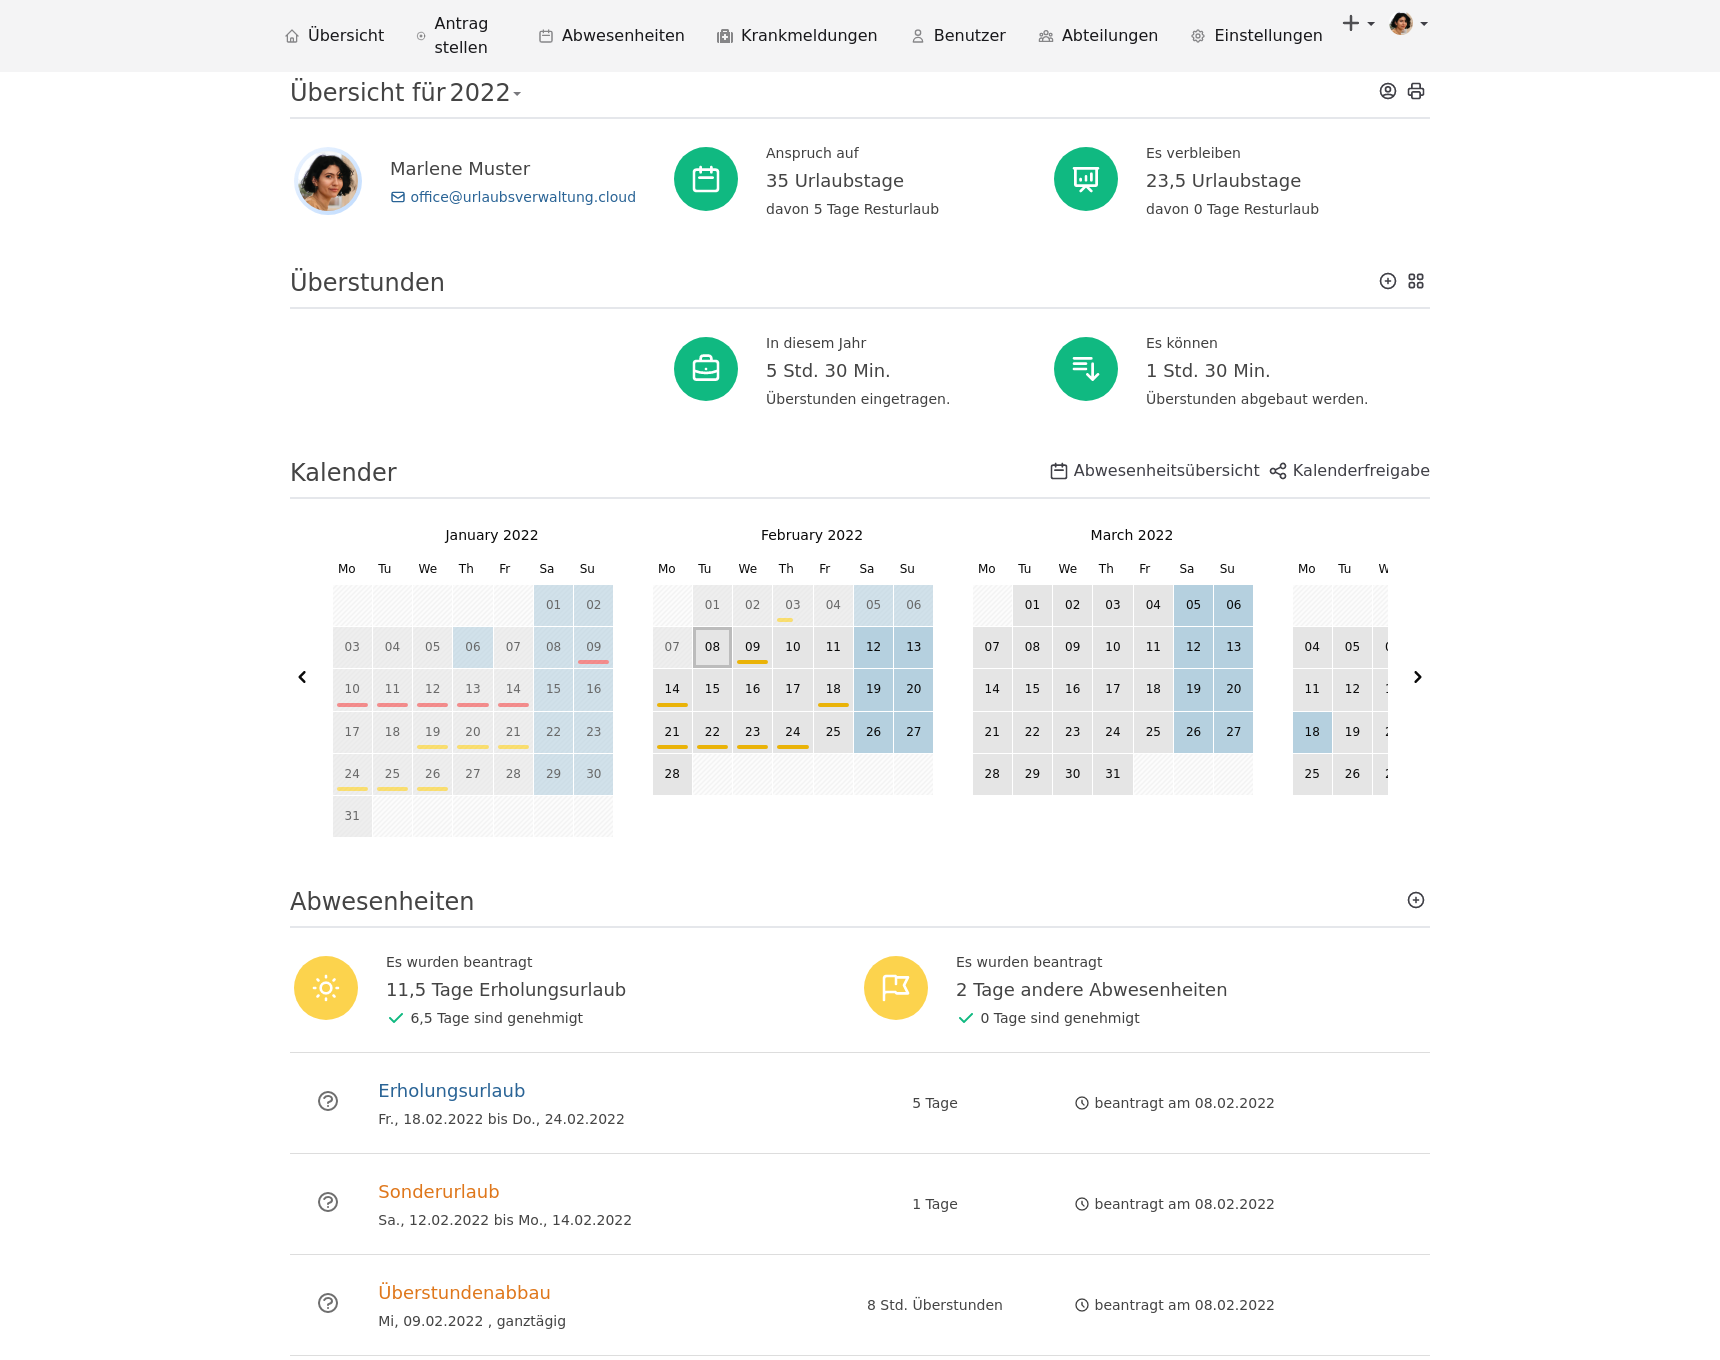 Übersicht
Antrag stellen
Abwesenheiten
Krankmeldungen
Benutzer
Abteilungen
Einstellungen
Übersicht für 2022
Marlene Muster
office@urlaubsverwaltung.cloud
Anspruch auf
35 Urlaubstage
davon 5 Tage Resturlaub
Es verbleiben
23,5 Urlaubstage
davon 0 Tage Resturlaub
Überstunden
In diesem Jahr
5 Std. 30 Min.
Überstunden eingetragen.
Es können
1 Std. 30 Min.
Überstunden abgebaut werden.
Kalender
Abwesenheitsübersicht
Kalenderfreigabe
January 2022
Mo Tu We Th Fr Sa Su
01 02
03 04 05 06 07 08 09
10 11 12 13 14 15 16
17 18 19 20 21 22 23
24 25 26 27 28 29 30
31
February 2022
Mo Tu We Th Fr Sa Su
01 02 03 04 05 06
07 08 09 10 11 12 13
14 15 16 17 18 19 20
21 22 23 24 25 26 27
28
March 2022
Mo Tu We Th Fr Sa Su
01 02 03 04 05 06
07 08 09 10 11 12 13
14 15 16 17 18 19 20
21 22 23 24 25 26 27
28 29 30 31
Mo Tu
04 05
11 12
18 19
25 26
Abwesenheiten
Es wurden beantragt
11,5 Tage Erholungsurlaub
6,5 Tage sind genehmigt
Es wurden beantragt
2 Tage andere Abwesenheiten
0 Tage sind genehmigt
Erholungsurlaub
Fr., 18.02.2022 bis Do., 24.02.2022
5 Tage
beantragt am 08.02.2022
Sonderurlaub
Sa., 12.02.2022 bis Mo., 14.02.2022
1 Tage
beantragt am 08.02.2022
Überstundenabbau
Mi, 09.02.2022 , ganztägig
8 Std. Überstunden
beantragt am 08.02.2022